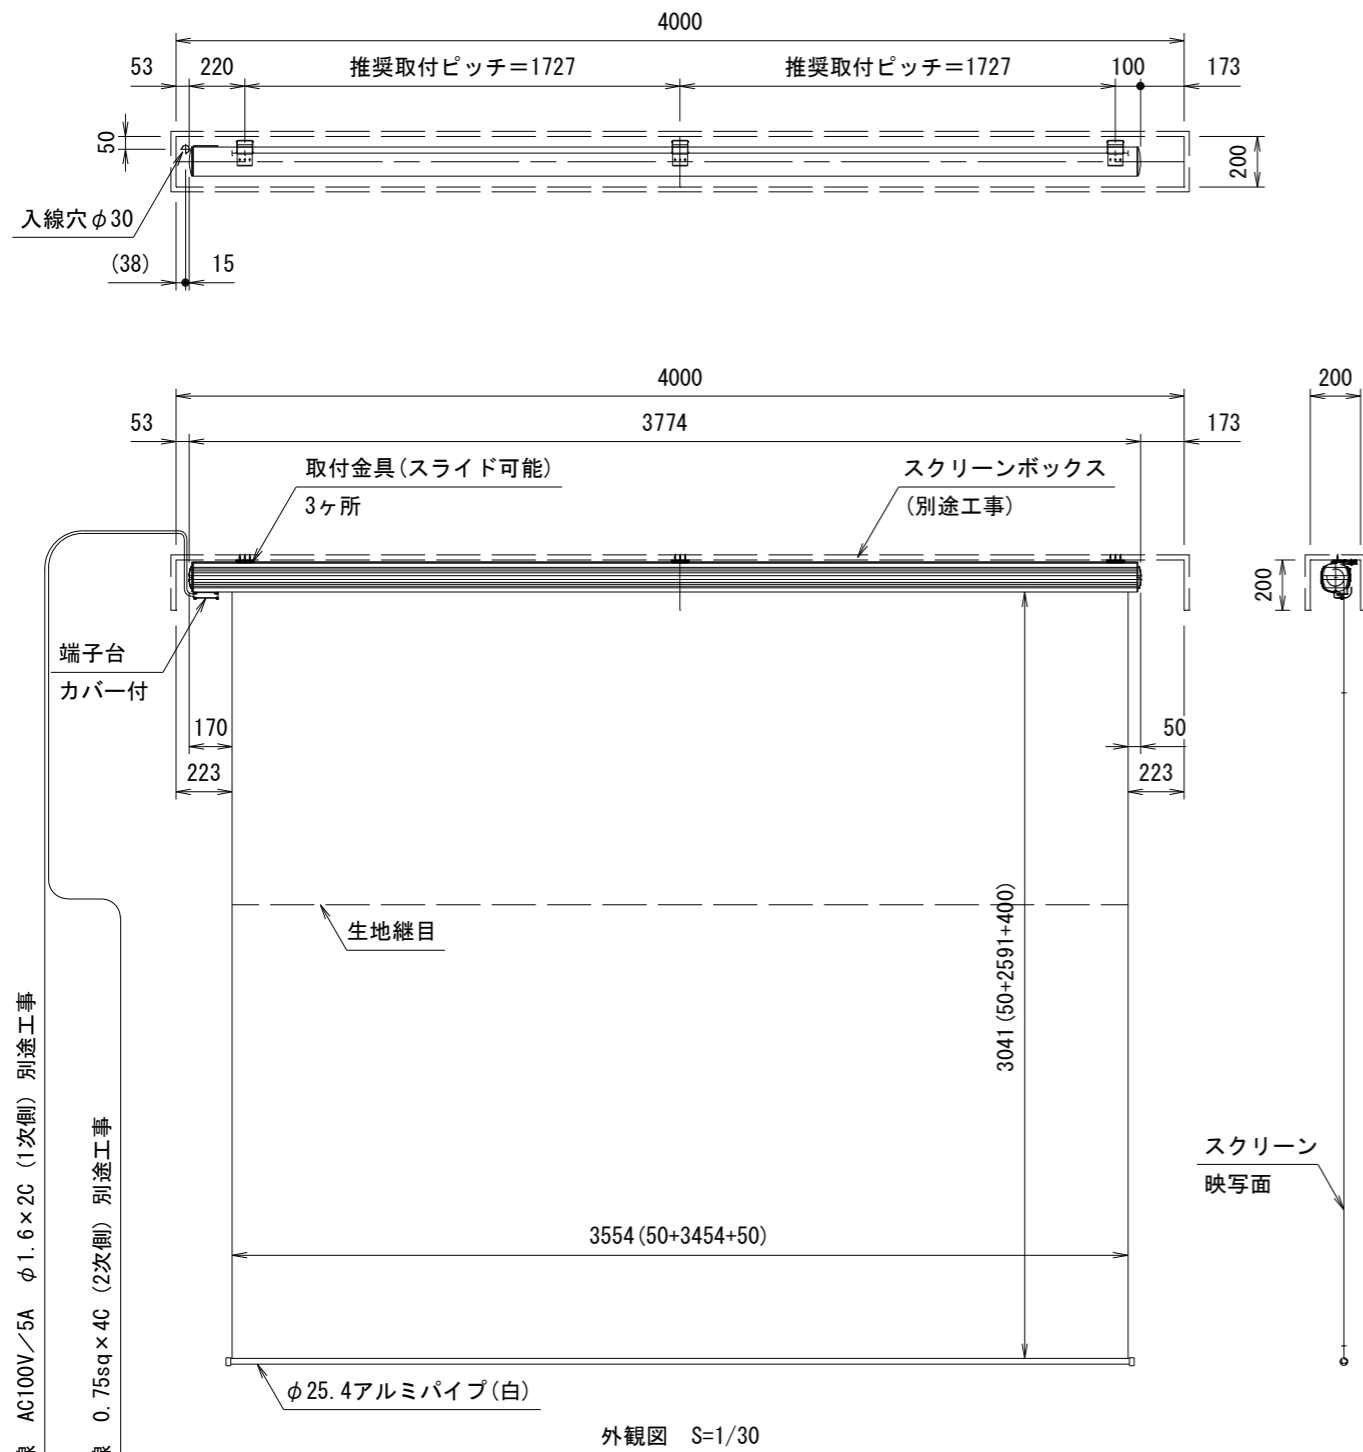 4000
53 220 推奨取付ピッチ＝1727 推奨取付ピッチ＝1727 100 173
50
200
入線穴φ30
(38) 15
4000 200
53 3774 173
取付金具(スライド可能)
3ヶ所
スクリーンボックス
(別途工事)
200
端子台
カバー付
170 50
223 223
生地継目
3041(50+2591+400)
AC100V／5A φ1.6×2C (1次側) 別途工事
0.75sq×4C (2次側) 別途工事
スクリーン
映写面
3554(50+3454+50)
φ25.4アルミパイプ(白)
外観図 S=1/30